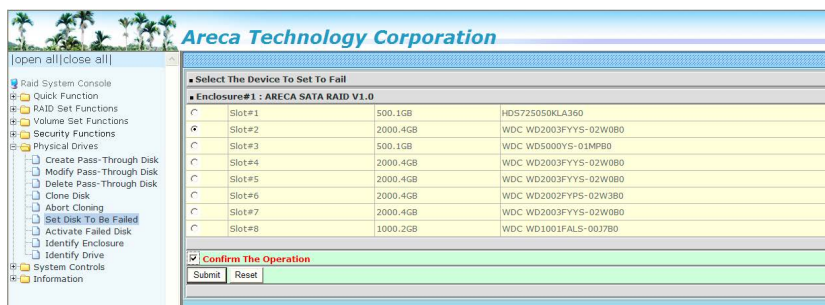 Areca Technology Corporation
|open all|close all|
Raid System Console
Quick Function
RAID Set Functions
Volume Set Functions
Security Functions
Physical Drives
Create Pass-Through Disk
Modify Pass-Through Disk
Delete Pass-Through Disk
Clone Disk
Abort Cloning
Set Disk To Be Failed
Activate Failed Disk
Identify Enclosure
Identify Drive
System Controls
Information
Select The Device To Set To Fail
Enclosure#1 : ARECA SATA RAID V1.0
Slot#1 500.1GB HDS725050KLA360
Slot#2 2000.4GB WDC WD2003FYYS-02W0B0
Slot#3 500.1GB WDC WD5000YS-01MPB0
Slot#4 2000.4GB WDC WD2003FYYS-02W0B0
Slot#5 2000.4GB WDC WD2003FYYS-02W0B0
Slot#6 2000.4GB WDC WD2002FYPS-02W3B0
Slot#7 2000.4GB WDC WD2003FYYS-02W0B0
Slot#8 1000.2GB WDC WD1001FALS-00J7B0
Confirm The Operation
Submit Reset